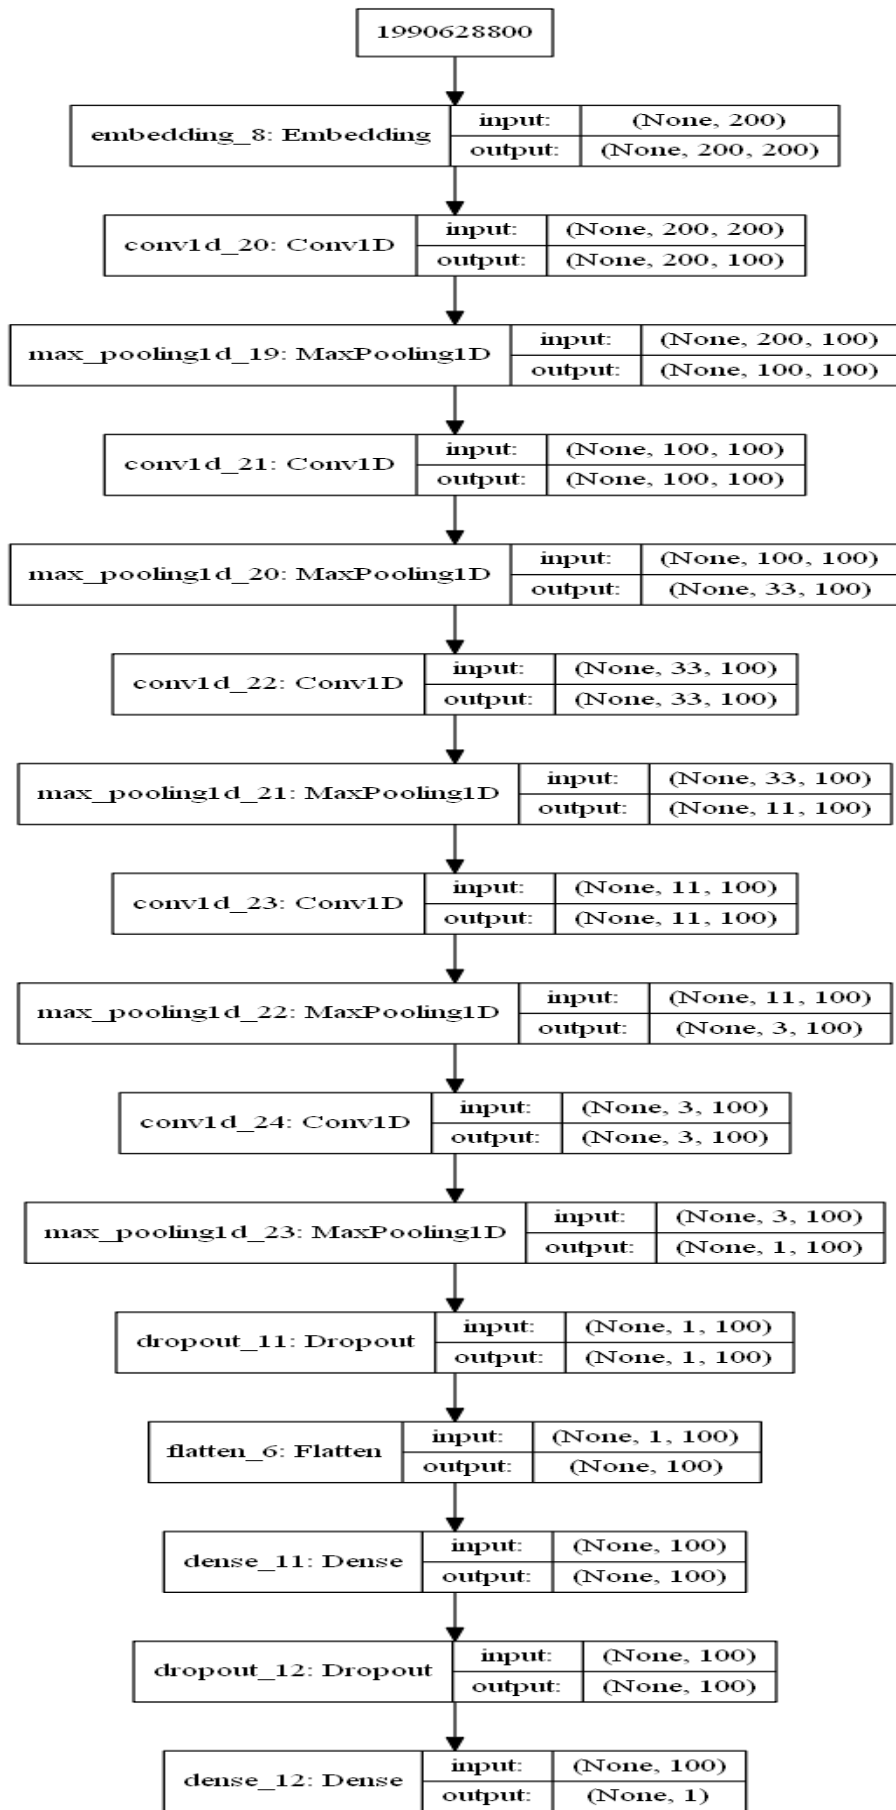 1990628800
embedding_8: Embedding
input: (None, 200)
output: (None, 200, 200)
conv1d_20: Conv1D
input: (None, 200, 200)
output: (None, 200, 100)
max_pooling1d_19: MaxPooling1D
input: (None, 200, 100)
output: (None, 100, 100)
conv1d_21: Conv1D
input: (None, 100, 100)
output: (None, 100, 100)
max_pooling1d_20: MaxPooling1D
input: (None, 100, 100)
output: (None, 33, 100)
conv1d_22: Conv1D
input: (None, 33, 100)
output: (None, 33, 100)
max_pooling1d_21: MaxPooling1D
input: (None, 33, 100)
output: (None, 11, 100)
conv1d_23: Conv1D
input: (None, 11, 100)
output: (None, 11, 100)
max_pooling1d_22: MaxPooling1D
input: (None, 11, 100)
output: (None, 3, 100)
conv1d_24: Conv1D
input: (None, 3, 100)
output: (None, 3, 100)
max_pooling1d_23: MaxPooling1D
input: (None, 3, 100)
output: (None, 1, 100)
dropout_11: Dropout
input: (None, 1, 100)
output: (None, 1, 100)
flatten_6: Flatten
input: (None, 1, 100)
output: (None, 100)
dense_11: Dense
input: (None, 100)
output: (None, 100)
dropout_12: Dropout
input: (None, 100)
output: (None, 100)
dense_12: Dense
input: (None, 100)
output: (None, 1)